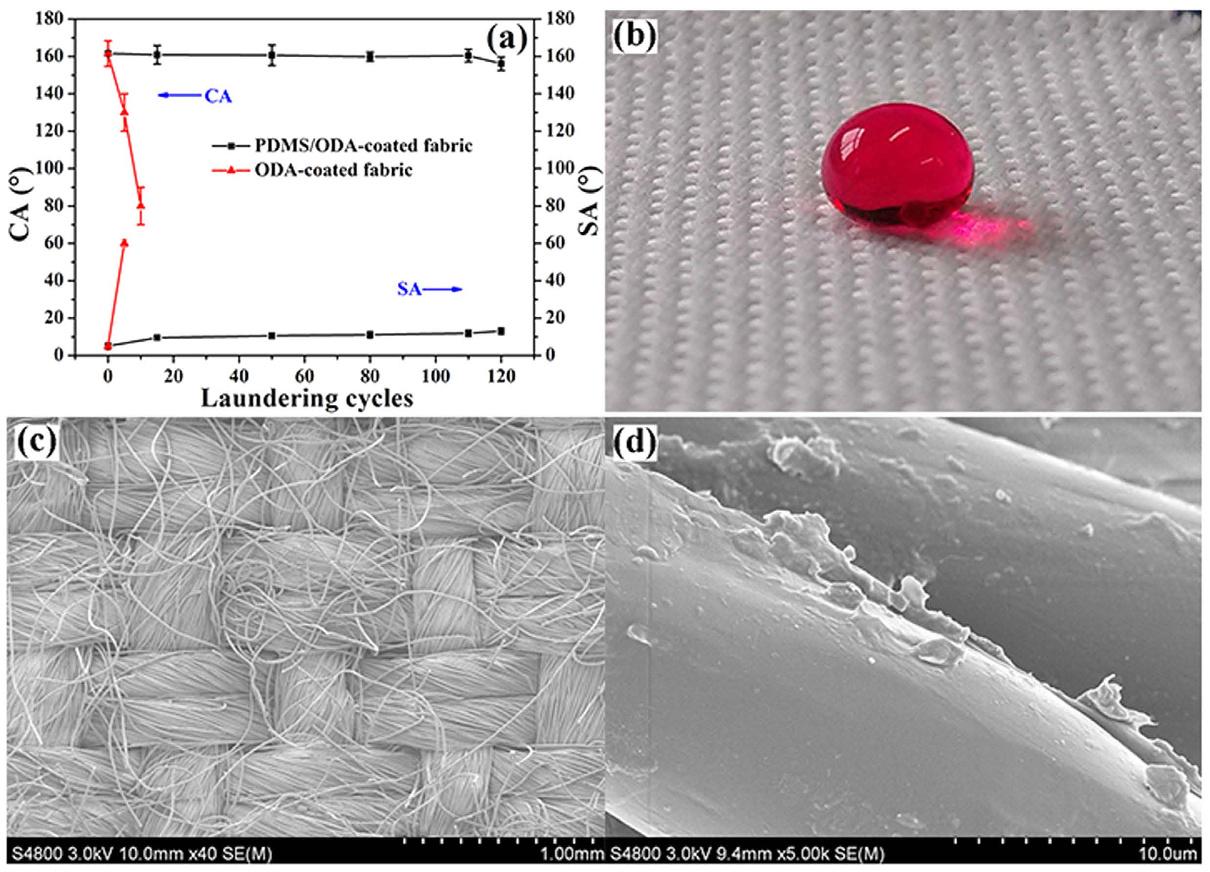 (a)
180
160
140
120
100
80
60
40
20
0
CA (°)
CA
PDMS/ODA-coated fabric
ODA-coated fabric
SA
180
160
140
120
100
80
60
40
20
0
SA (°)
0 20 40 60 80 100 120
Laundering cycles
(b)
(c)
S4800 3.0kV 10.0mm x40 SE(M) 1.00mm
(d)
S4800 3.0kV 9.4mm x5.00k SE(M) 10.0um